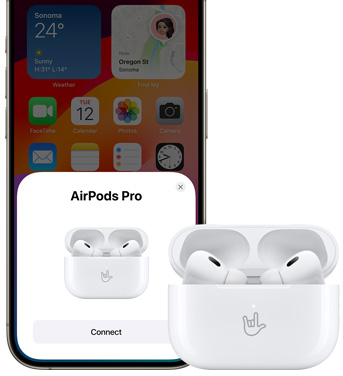 Sonoma
24°
Sunny
H:31° L:14°
Weather
Oregon St
Sonoma
Find My
FaceTime
TUE
12
Calendar
Photos
Camera
AirPods Pro
Connect